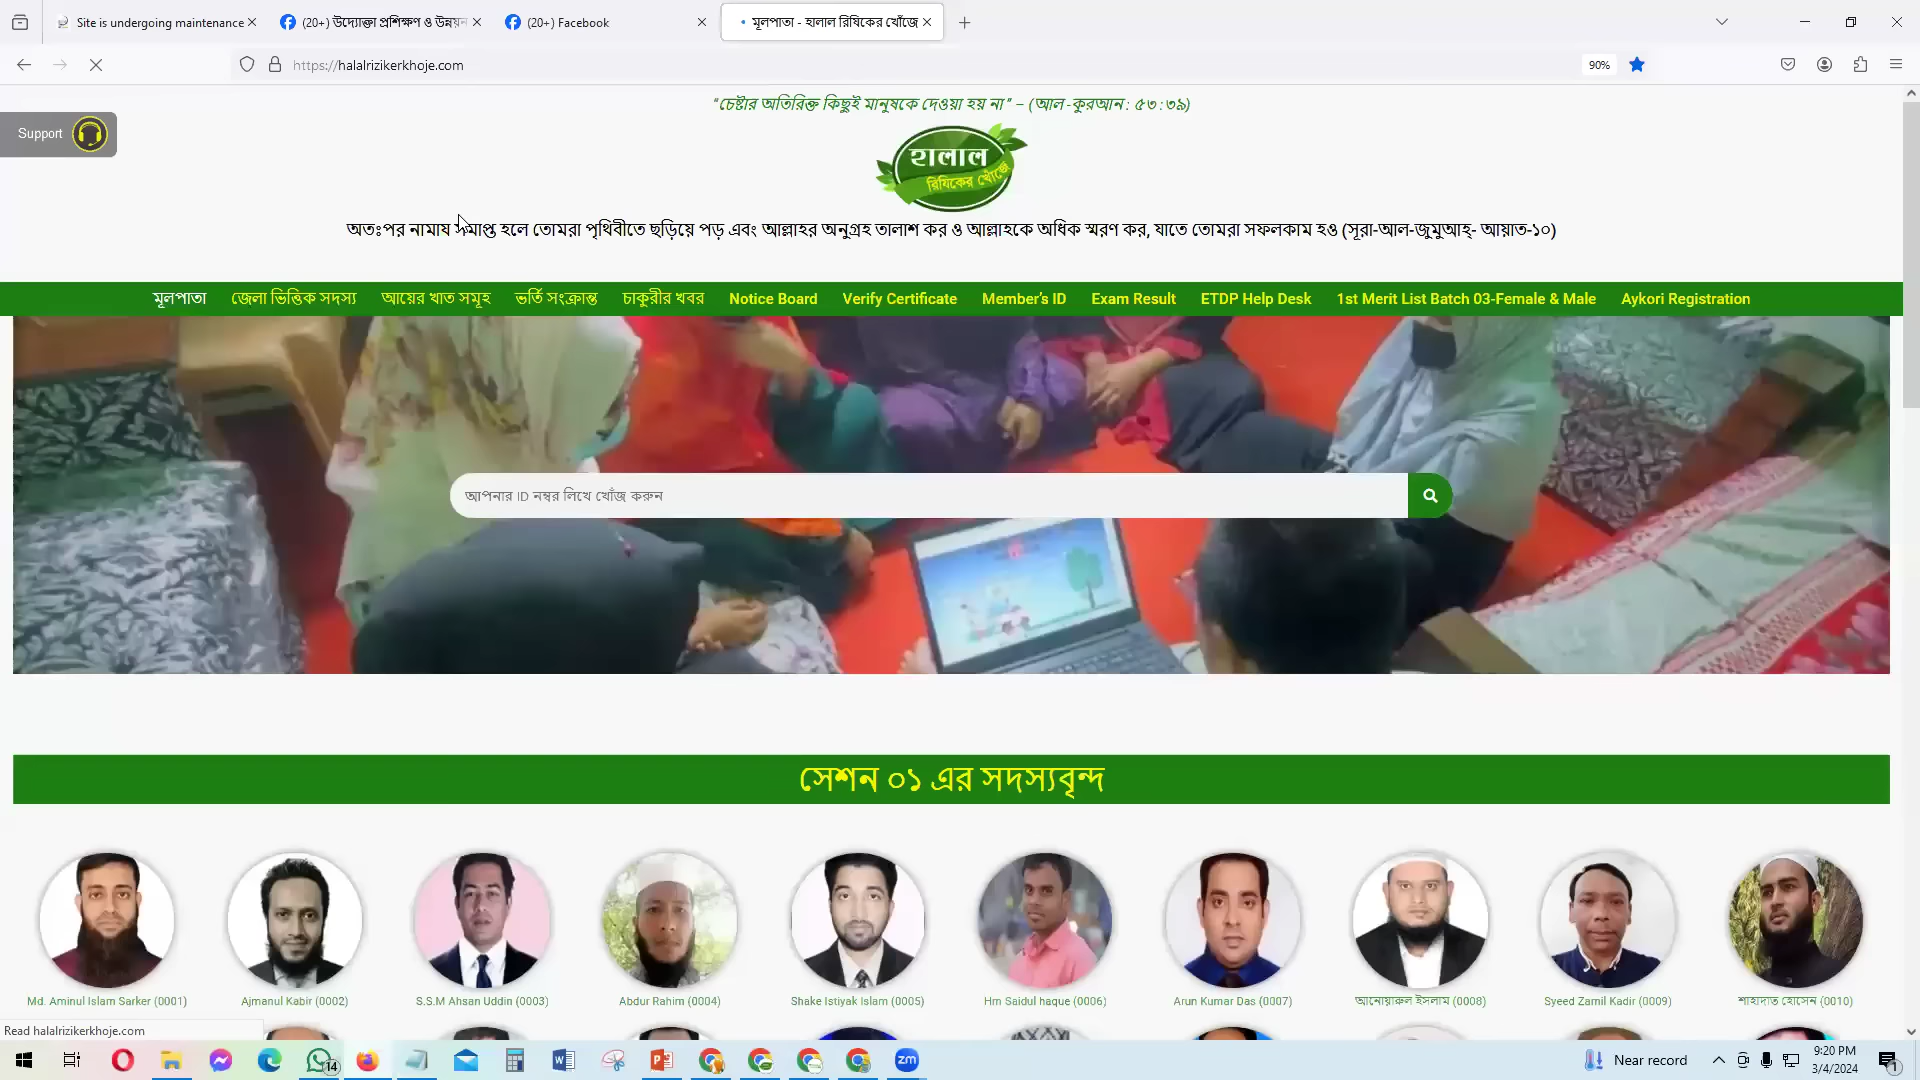 Site is undergoing maintenance
(20+) উদ্যোক্তা প্রশিক্ষণ ও উন্নয়ন
(20+) Facebook
মূলপাতা - হালাল রিযিকের খোঁজে
https://halalrizikerkhoje.com
90%
“চেষ্টার অতিরিক্ত কিছুই মানুষকে দেওয়া হয় না” – (আল-কুরআন : ৫৩:৩৯)
Support
হালাল
রিযিকের খোঁজে
অতঃপর নামায সমাপ্ত হলে তোমরা পৃথিবীতে ছড়িয়ে পড় এবং আল্লাহর অনুগ্রহ তালাশ কর ও আল্লাহকে অধিক স্মরণ কর, যাতে তোমরা সফলকাম হও (সূরা-আল-জুমুআহ্- আয়াত-১০)
মূলপাতা জেলা ভিত্তিক সদস্য আয়ের খাত সমূহ ভর্তি সংক্রান্ত চাকুরীর খবর Notice Board Verify Certificate Member’s ID Exam Result ETDP Help Desk 1st Merit List Batch 03-Female & Male Aykori Registration
আপনার ID নম্বর লিখে খোঁজ করুন
সেশন ০১ এর সদস্যবৃন্দ
Md. Aminul Islam Sarker (0001) Ajmanul Kabir (0002) S.S.M Ahsan Uddin (0003) Abdur Rahim (0004) Shake Istiyak Islam (0005) Hm Saidul haque (0006) Arun Kumar Das (0007) আনোয়ারুল ইসলাম (0008) Syeed Zamil Kadir (0009) শাহাদাত হোসেন (0010)
Read halalrizikerkhoje.com
14
zm
Near record
9:20 PM
3/4/2024
1